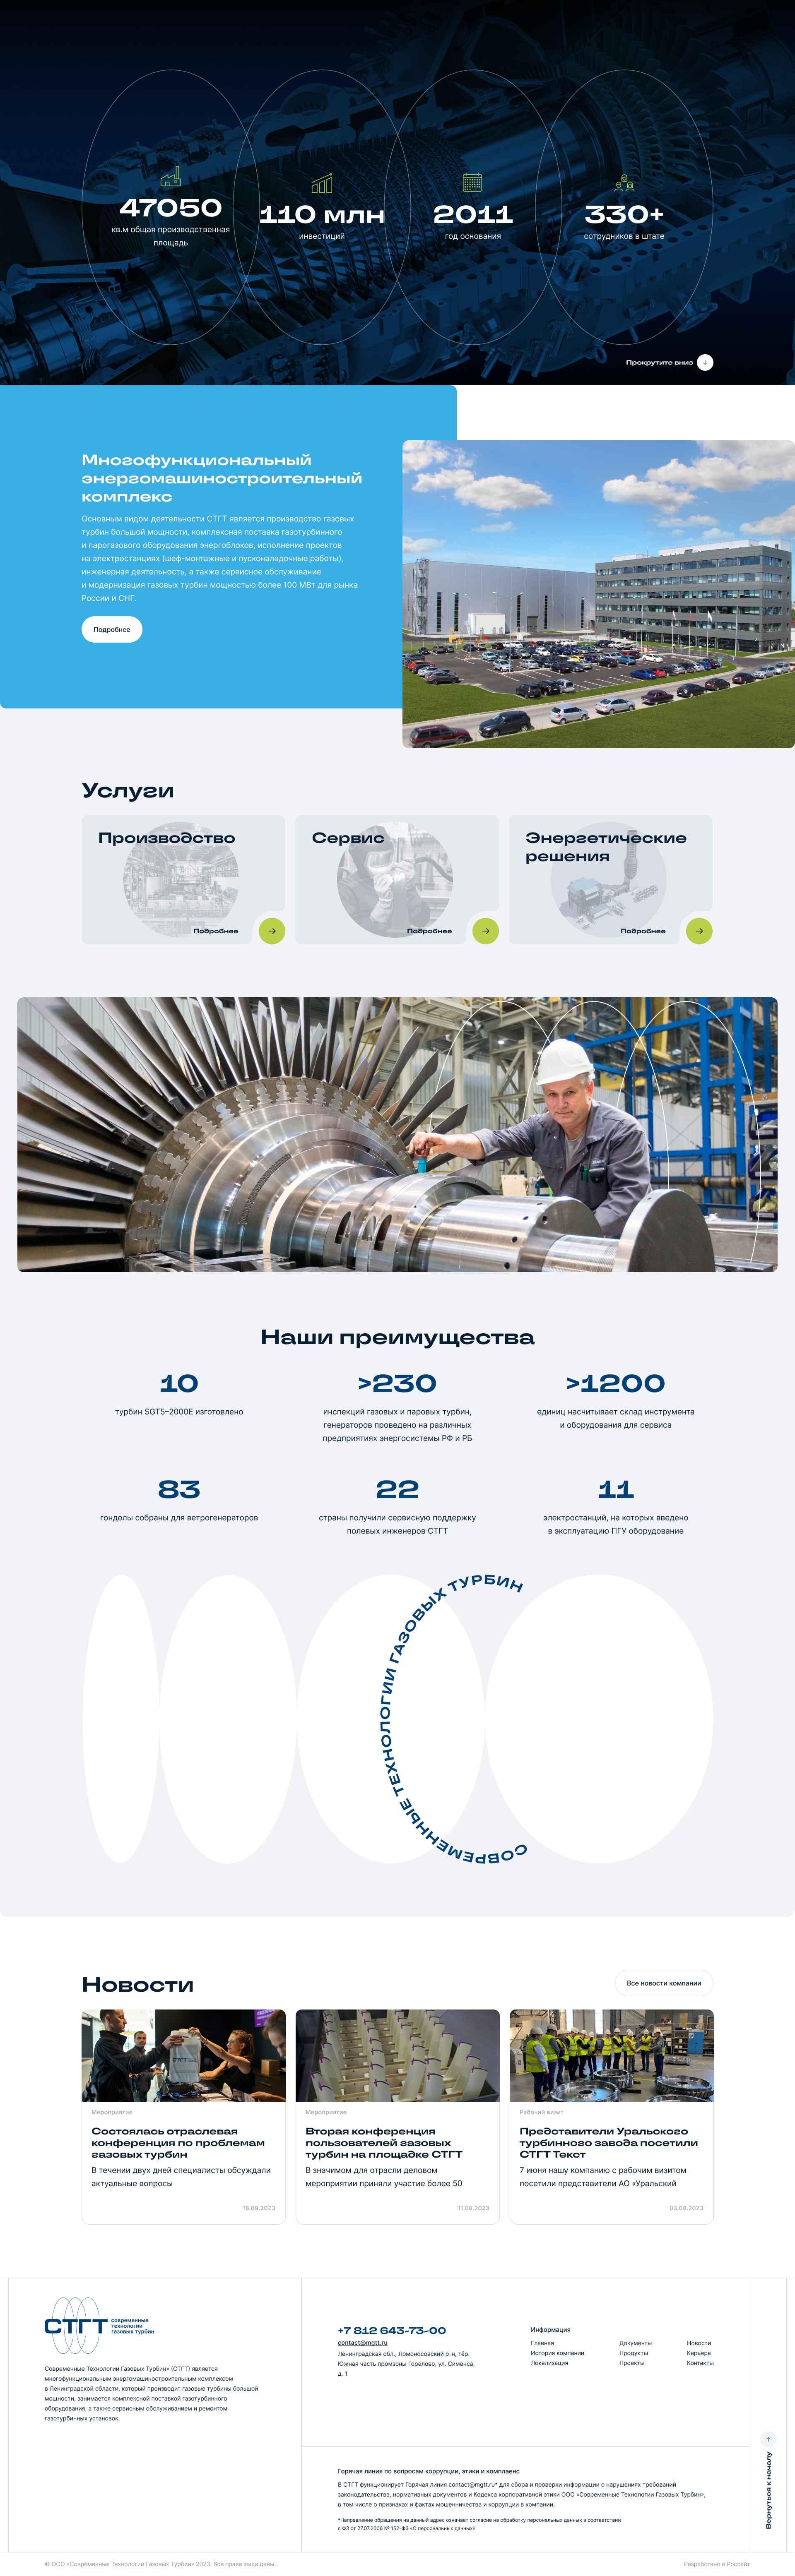 47050
кв.м общая производственная
площадь
110 млн
инвестиций
2011
год основания
330+
сотрудников в штате
Прокрутите вниз
Многофункциональный
энергомашиностроительный
комплекс
Основным видом деятельности СТГТ является производство газовых
турбин большой мощности, комплексная поставка газотурбинного
и парогазового оборудования энергоблоков, исполнение проектов
на электростанциях (шеф-монтажные и пусконаладочные работы),
инженерная деятельность, а также сервисное обслуживание
и модернизация газовых турбин мощностью более 100 МВт для рынка
России и СНГ.
Подробнее
Услуги
Производство
Подробнее
Сервис
Подробнее
Энергетические
решения
Подробнее
Наши преимущества
10
турбин SGT5–2000E изготовлено
>230
инспекций газовых и паровых турбин,
генераторов проведено на различных
предприятиях энергосистемы РФ и РБ
>1200
единиц насчитывает склад инструмента
и оборудования для сервиса
83
гондолы собраны для ветрогенераторов
22
страны получили сервисную поддержку
полевых инженеров СТГТ
11
электростанций, на которых введено
в эксплуатацию ПГУ оборудование
СОВРЕМЕННЫЕ ТЕХНОЛОГИИ ГАЗОВЫХ ТУРБИН
Новости
Все новости компании
Мероприятие
Состоялась отраслевая
конференция по проблемам
газовых турбин
В течении двух дней специалисты обсуждали
актуальные вопросы
18.09.2023
Мероприятие
Вторая конференция
пользователей газовых
турбин на площадке СТГТ
В значимом для отрасли деловом
мероприятии приняли участие более 50
11.08.2023
Рабочий визит
Представители Уральского
турбинного завода посетили
СТГТ Текст
7 июня нашу компанию с рабочим визитом
посетили представители АО «Уральский
03.08.2023
СТГТ
современные
технологии
газовых турбин
Современные Технологии Газовых Турбин» (СТГТ) является
многофункциональным энергомашиностроительным комплексом
в Ленинградской области, который производит газовые турбины большой
мощности, занимается комплексной поставкой газотурбинного
оборудования, а также сервисным обслуживанием и ремонтом
газотурбинных установок.
+7 812 643-73-00
contact@mgtt.ru
Ленинградская обл., Ломоносовский р-н, тёр.
Южная часть промзоны Горелово, ул. Сименса,
д. 1
Информация
Главная
История компании
Локализация
Документы
Продукты
Проекты
Новости
Карьера
Контакты
Вернуться к началу
Горячая линия по вопросам коррупции, этики и комплаенс
В СТГТ функционирует Горячая линия contact@mgtt.ru* для сбора и проверки информации о нарушениях требований
законодательства, нормативных документов и Кодекса корпоративной этики ООО «Современные Технологии Газовых Турбин»,
в том числе о признаках и фактах мошенничества и коррупции в компании.
*Направление обращения на данный адрес означает согласие на обработку персональных данных в соответствии
с ФЗ от 27.07.2006 № 152-ФЗ «О персональных данных»
© ООО «Современные Технологии Газовых Турбин» 2023. Все права защищены.
Разработано в Россайт